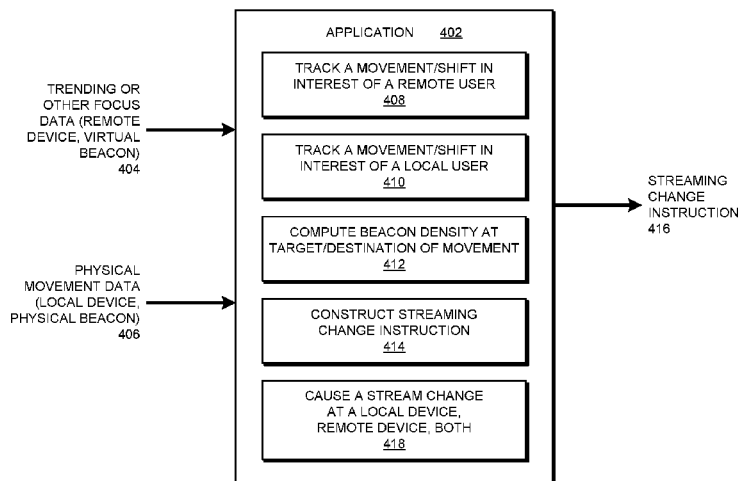 APPLICATION 402
TRENDING OR
OTHER FOCUS
DATA (REMOTE
DEVICE, VIRTUAL
BEACON)
404
PHYSICAL
MOVEMENT DATA
(LOCAL DEVICE,
PHYSICAL BEACON)
406
TRACK A MOVEMENT/SHIFT IN
INTEREST OF A REMOTE USER
408
TRACK A MOVEMENT/SHIFT IN
INTEREST OF A LOCAL USER
410
COMPUTE BEACON DENSITY AT
TARGET/DESTINATION OF MOVEMENT
412
CONSTRUCT STREAMING
CHANGE INSTRUCTION
414
CAUSE A STREAM CHANGE
AT A LOCAL DEVICE,
REMOTE DEVICE, BOTH
418
STREAMING
CHANGE
INSTRUCTION
416